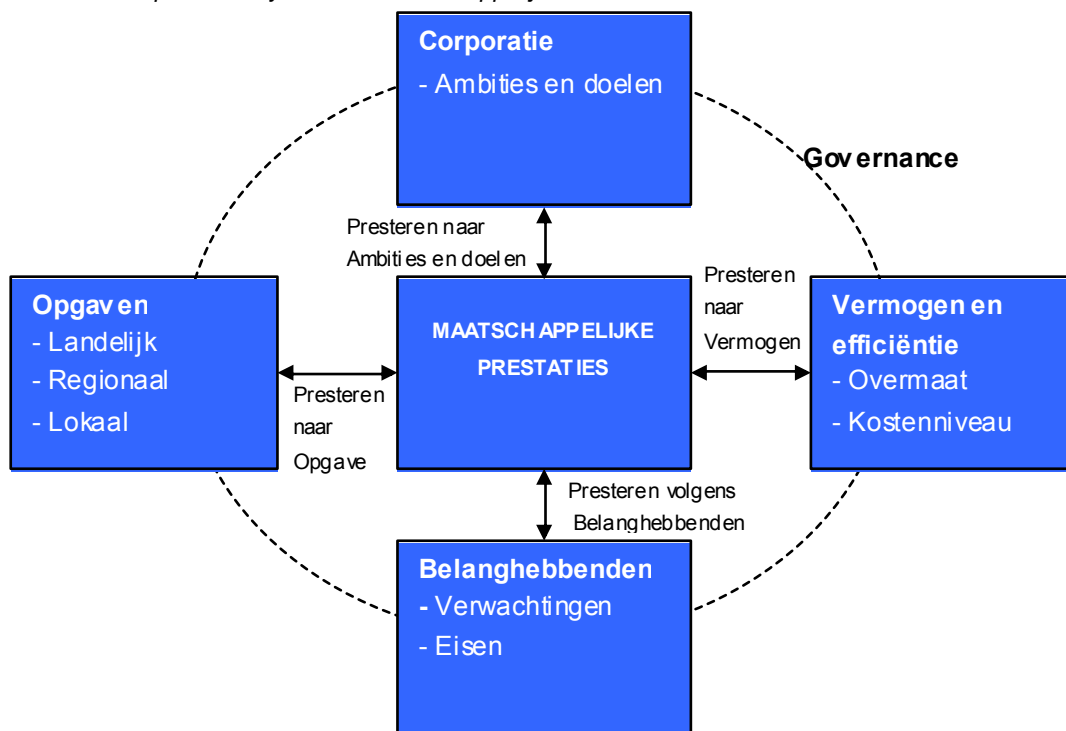 Corporatie
- Ambities en doelen
Governance
Presteren naar
Ambities en doelen
Opgaven
- Landelijk
- Regionaal
- Lokaal
Presteren
naar
Opgave
MAATSCHAPPELIJKE
PRESTATIES
Presteren
naar
Vermogen
Vermogen en
efficiëntie
- Overmaat
- Kostenniveau
Presteren volgens
Belanghebbenden
Belanghebbenden
- Verwachtingen
- Eisen